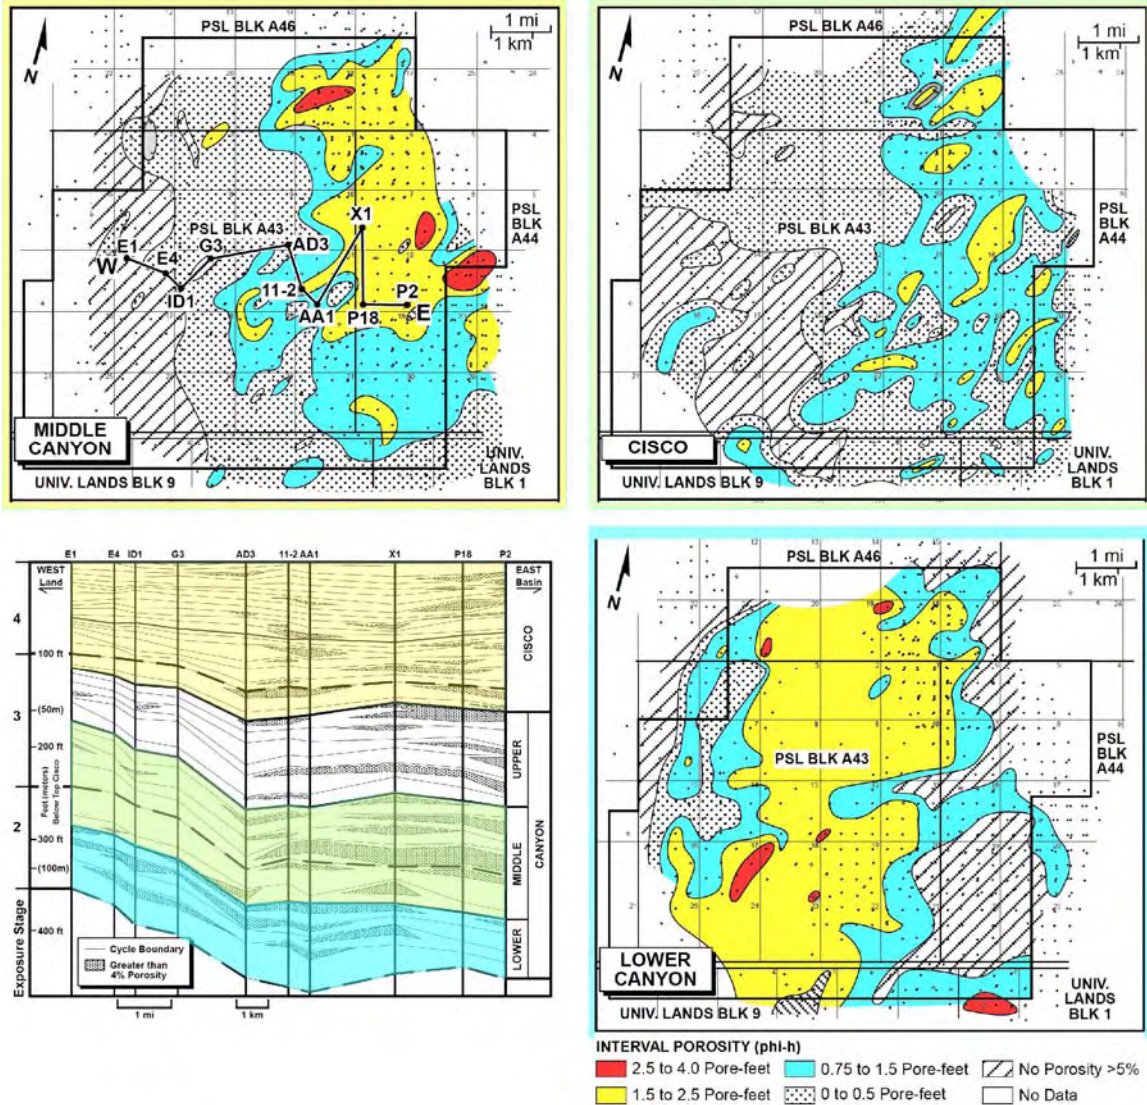 PSL BLK A46
1 mi
1 km
N
PSL BLK A43
PSL BLK A44
X1
E1
W
E4
G3
AD3
ID1
11-2
AA1
P18
P2
E
MIDDLE
CANYON
UNIV. LANDS BLK 9
UNIV.
LANDS
BLK 1
PSL BLK A46
1 mi
1 km
N
PSL BLK A43
PSL
BLK
A44
CISCO
UNIV. LANDS BLK 9
UNIV.
LANDS
BLK 1
E1 E4 ID1 G3 AD3 11-2 AA1 X1 P18 P2
WEST
Land
EAST
Basin
4
3
2
Exposure Stage
100 ft
(50m)
200 ft
300 ft
(100m)
400 ft
Feet (meters)
Below Top Cisco
CISCO
UPPER
MIDDLE
LOWER
CANYON
Cycle Boundary
Greater than
4% Porosity
1 mi
1 km
PSL BLK A46
1 mi
1 km
N
PSL BLK A43
PSL
BLK
A44
LOWER
CANYON
UNIV. LANDS BLK 9
UNIV.
LANDS
BLK 1
INTERVAL POROSITY (phi-h)
2.5 to 4.0 Pore-feet
0.75 to 1.5 Pore-feet
No Porosity >5%
1.5 to 2.5 Pore-feet
0 to 0.5 Pore-feet
No Data